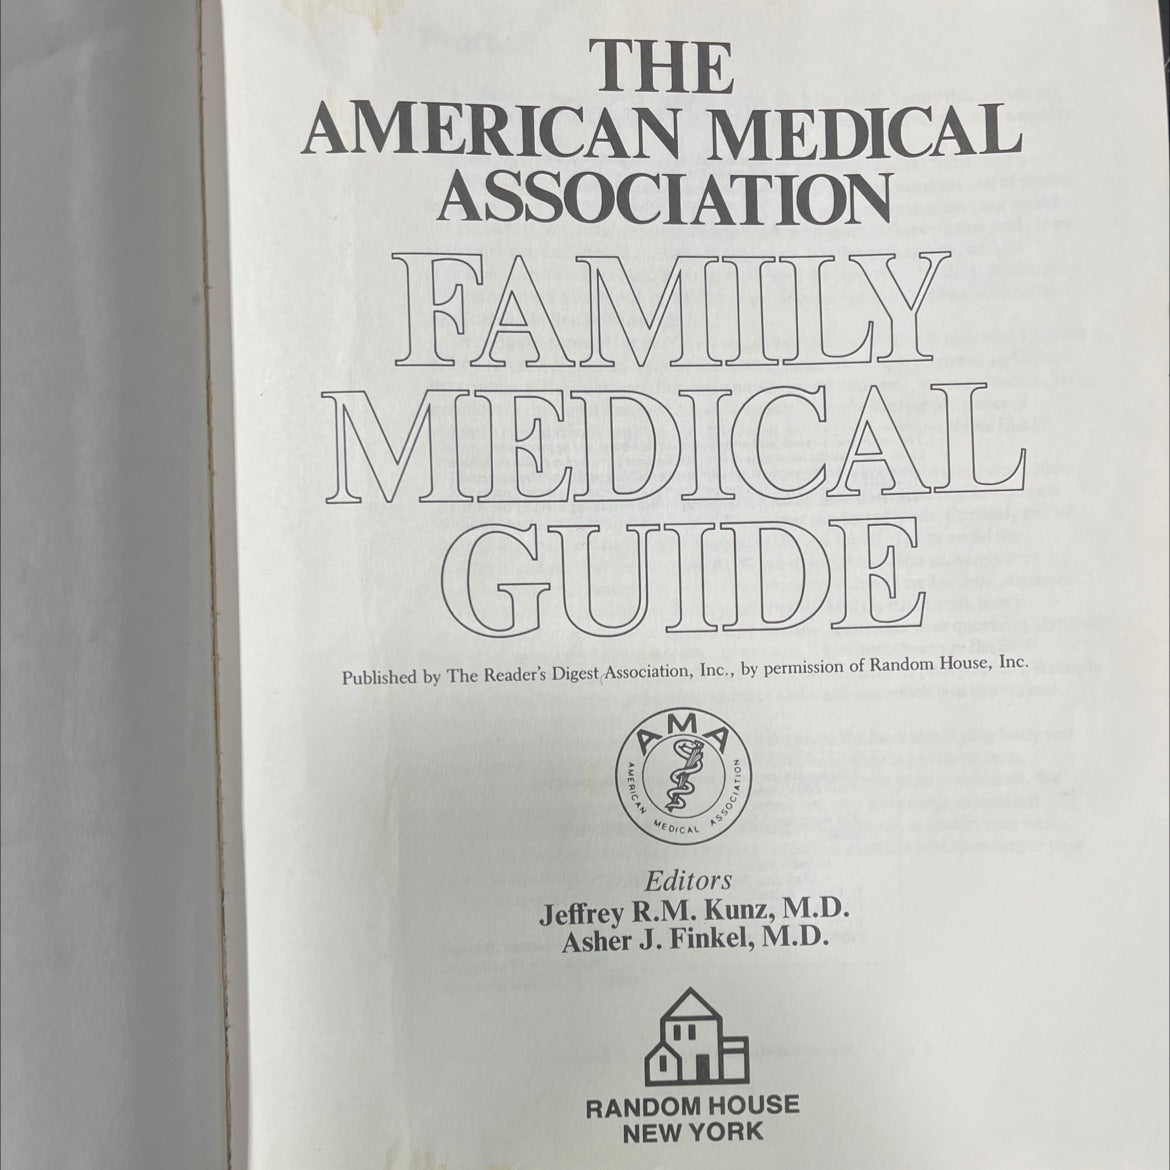 THE
AMERICAN MEDICAL
ASSOCIATION
FAMILY
MEDICAL
GUIDE
Published by The Reader's Digest Association, Inc., by permission of Random House, Inc.
AMA
AMERICAN MEDICAL ASSOCIATION
Editors
Jeffrey R.M. Kunz, M.D.
Asher J. Finkel, M.D.
RANDOM HOUSE
NEW YORK